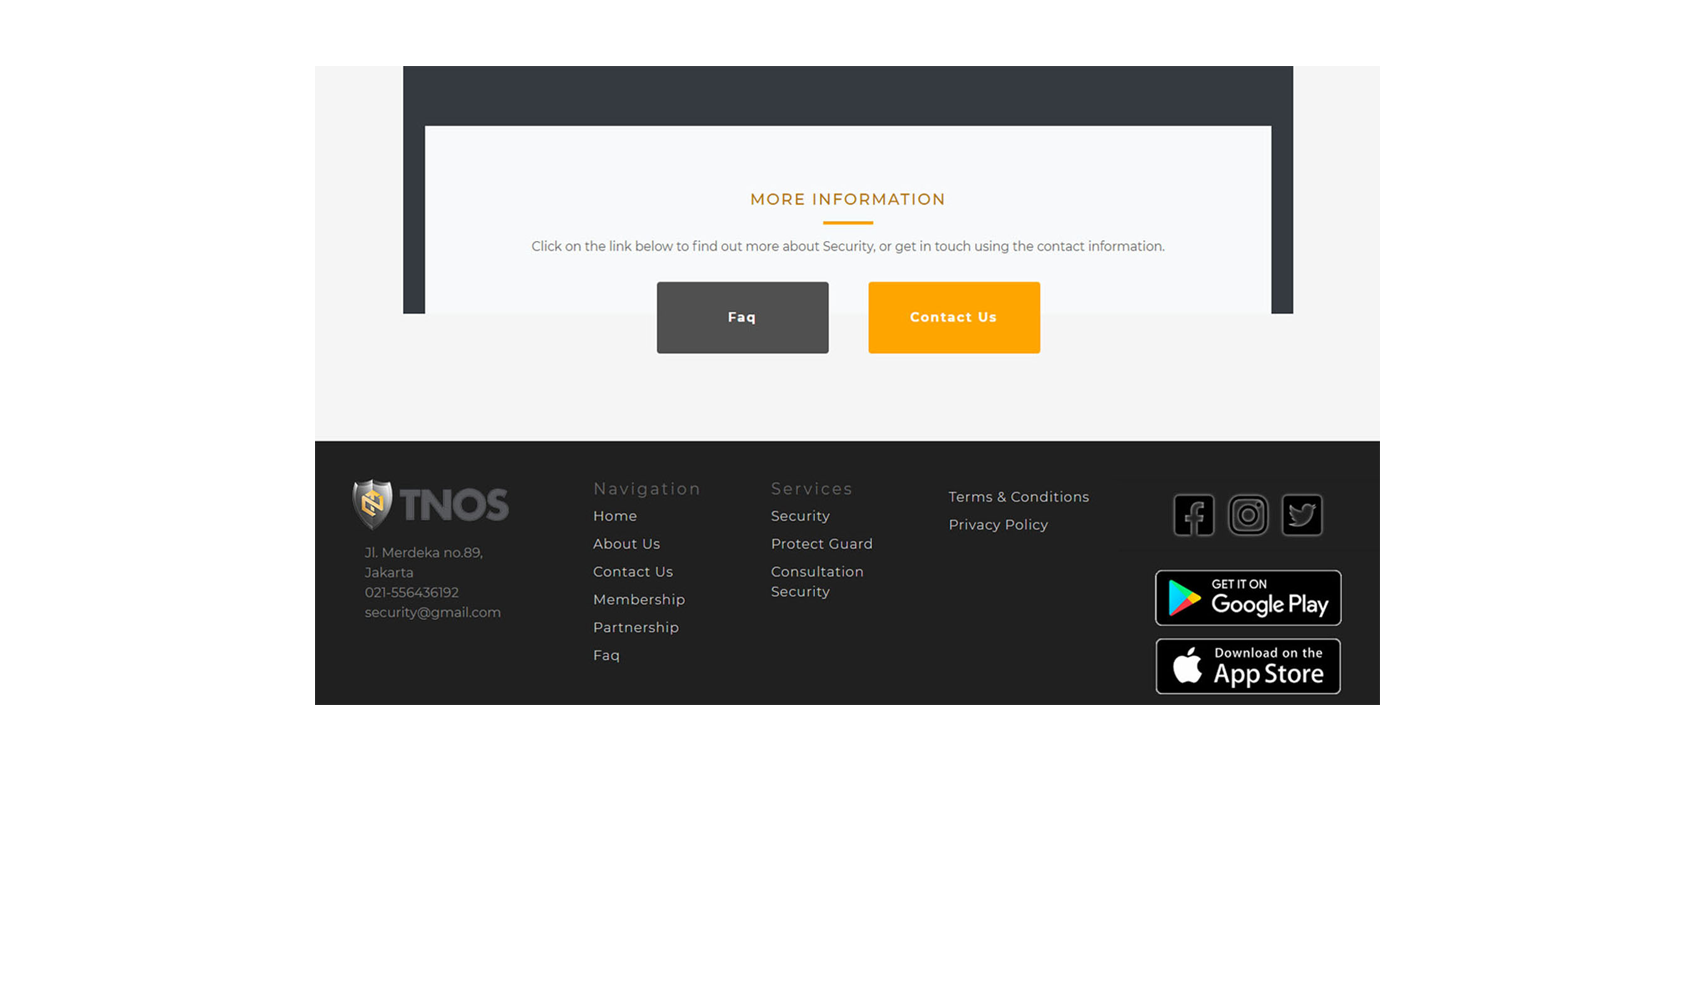 MORE INFORMATION
Click on the link below to find out more about Security, or get in touch using the contact information.
Faq
Contact Us
TNOS
Jl. Merdeka no.89,
Jakarta
021-556436192
security@gmail.com
Navigation
Home
About Us
Contact Us
Membership
Partnership
Faq
Services
Security
Protect Guard
Consultation
Security
Terms & Conditions
Privacy Policy
GET IT ON
Google Play
Download on the
App Store